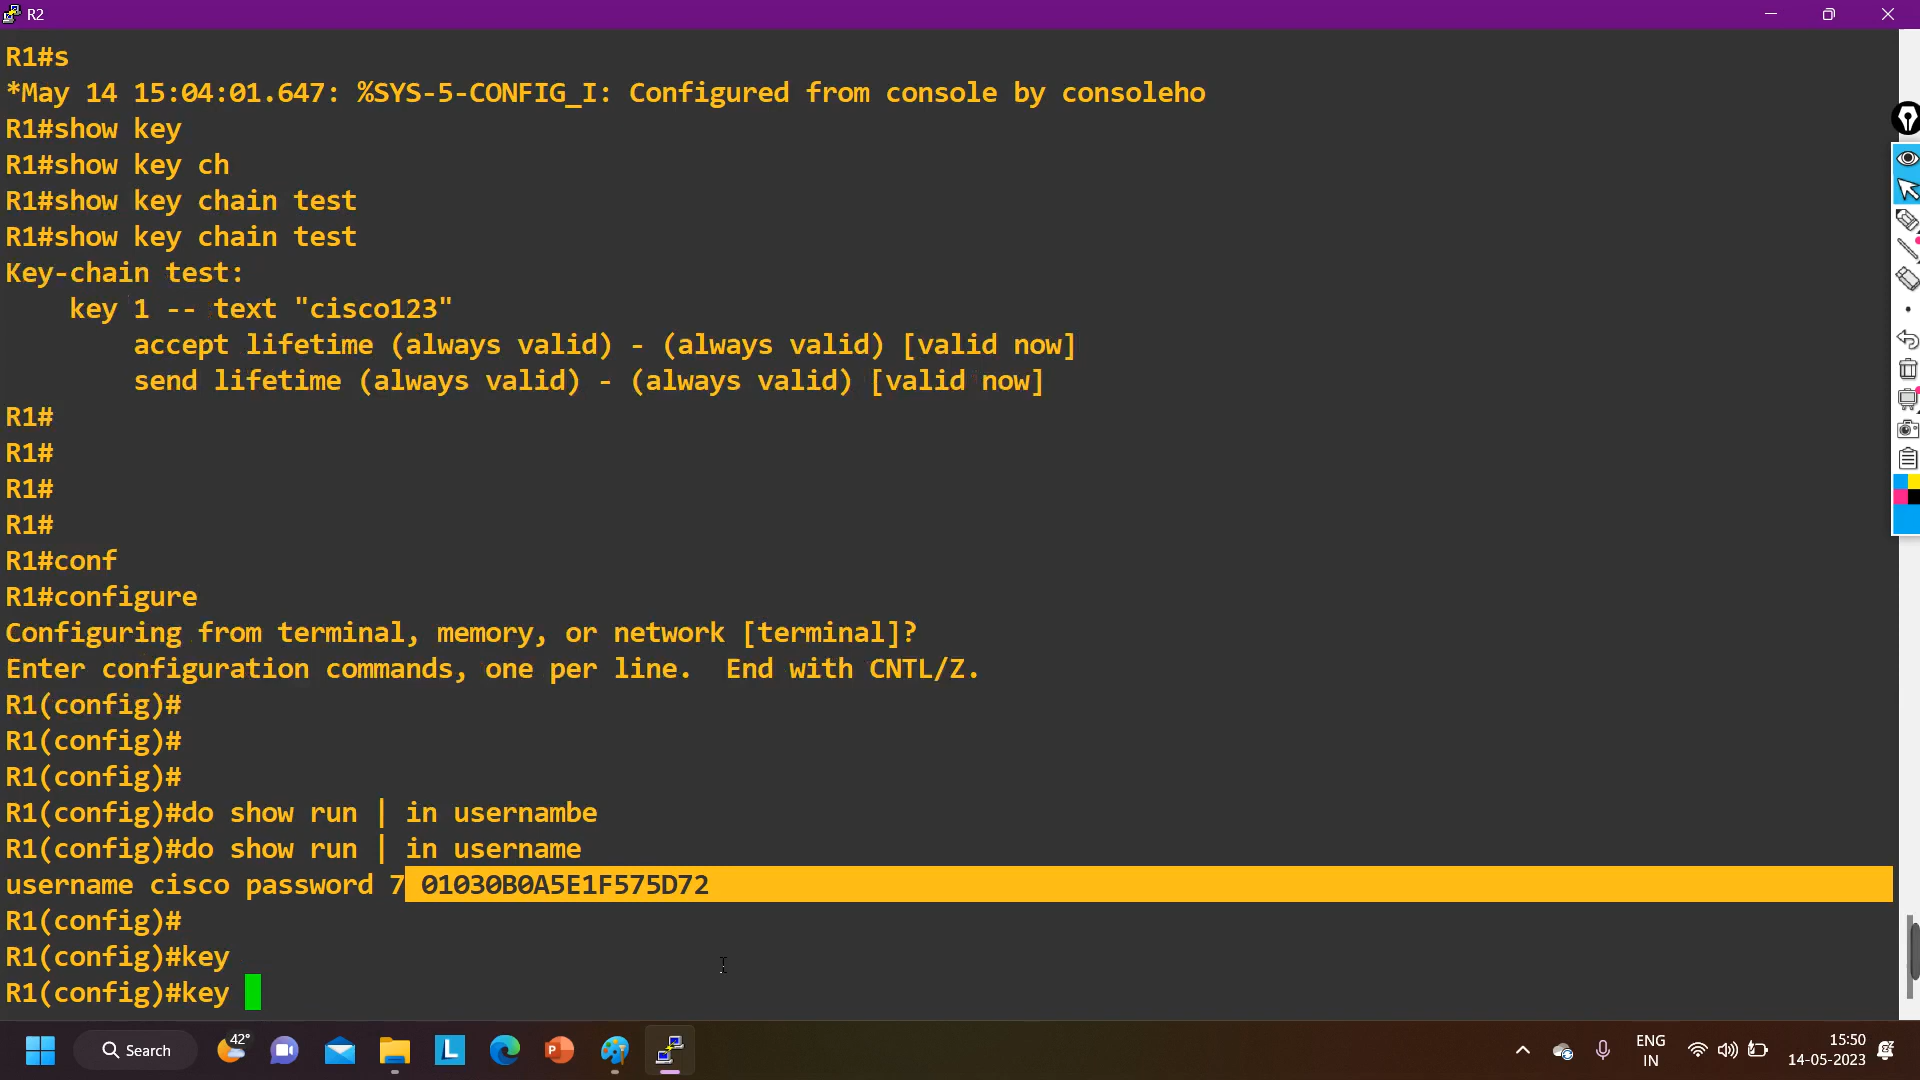 R2
R1#s
*May 14 15:04:01.647: %SYS-5-CONFIG_I: Configured from console by consoleho
R1#show key
R1#show key ch
R1#show key chain test
R1#show key chain test
Key-chain test:
    key 1 -- text "cisco123"
        accept lifetime (always valid) - (always valid) [valid now]
        send lifetime (always valid) - (always valid) [valid now]
R1#
R1#
R1#
R1#
R1#conf
R1#configure
Configuring from terminal, memory, or network [terminal]?
Enter configuration commands, one per line.  End with CNTL/Z.
R1(config)#
R1(config)#
R1(config)#
R1(config)#do show run | in usernambe
R1(config)#do show run | in username
username cisco password 7 01030B0A5E1F575D72
R1(config)#
R1(config)#key
R1(config)#key
42°
Search
L
P
ENG
IN
15:50
14-05-2023